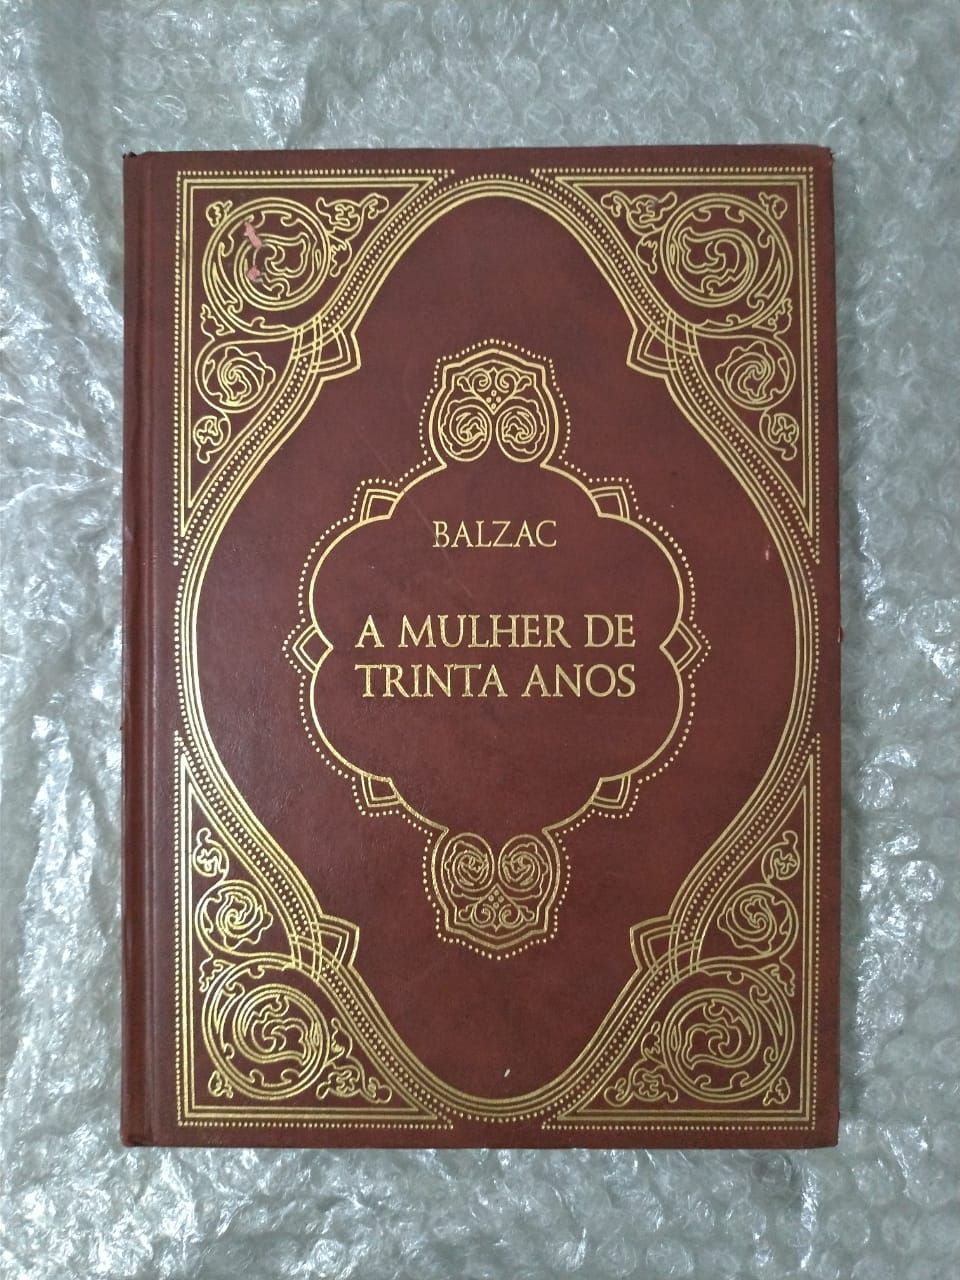 BALZAC
A MULHER DE
TRINTA ANOS